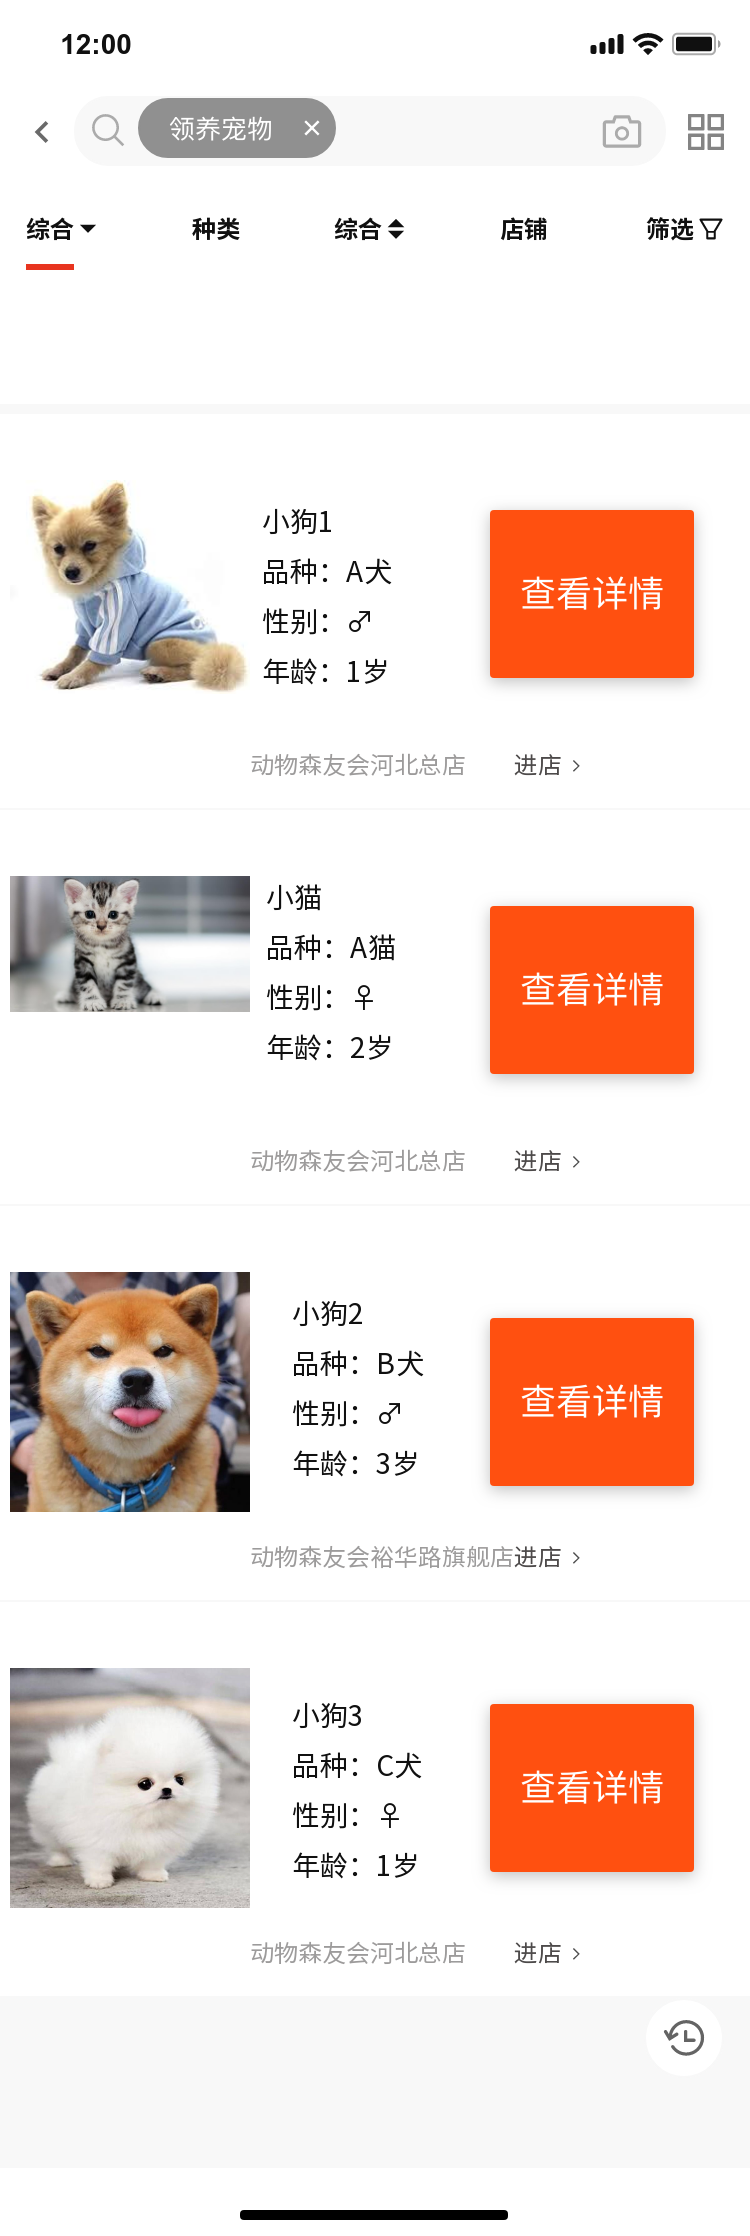 12:00
领养宠物 ×
综合 种类 综合 店铺 筛选
小狗1
品种：A犬
性别：♂
年龄：1岁
查看详情
动物森友会河北总店 进店 >
小猫
品种：A猫
性别：♀
年龄：2岁
查看详情
动物森友会河北总店 进店 >
小狗2
品种：B犬
性别：♂
年龄：3岁
查看详情
动物森友会裕华路旗舰店进店 >
小狗3
品种：C犬
性别：♀
年龄：1岁
查看详情
动物森友会河北总店 进店 >